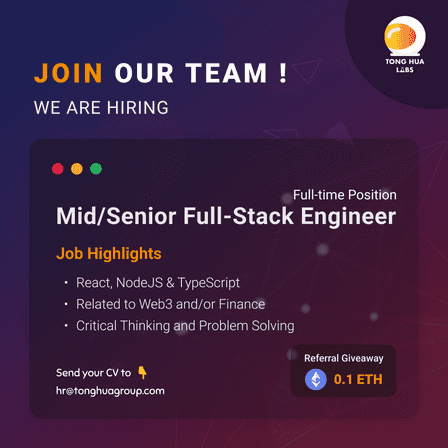 TONG HUA
LABS
JOIN OUR TEAM !
WE ARE HIRING
Full-time Position
Mid/Senior Full-Stack Engineer
Job Highlights
• React, NodeJS & TypeScript
• Related to Web3 and/or Finance
• Critical Thinking and Problem Solving
Send your CV to 👇
hr@tonghuagroup.com
Referral Giveaway
0.1 ETH